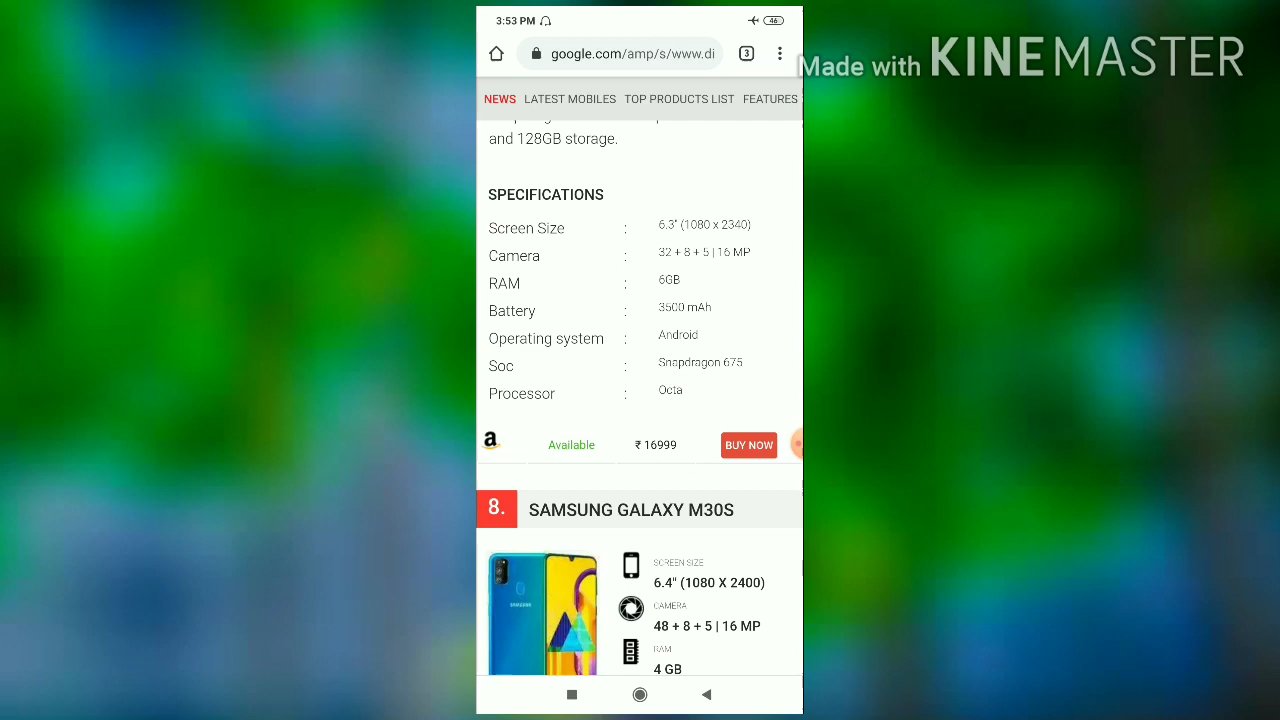 3:53 PM
46
google.com/amp/s/www.di
3
Made with KINEMASTER
NEWS LATEST MOBILES TOP PRODUCTS LIST FEATURES
and 128GB storage.
SPECIFICATIONS
Screen Size : 6.3" (1080 x 2340)
Camera : 32 + 8 + 5 | 16 MP
RAM : 6GB
Battery : 3500 mAh
Operating system : Android
Soc : Snapdragon 675
Processor : Octa
a Available ₹ 16999 BUY NOW
8. SAMSUNG GALAXY M30S
SAMSUNG
SCREEN SIZE
6.4" (1080 X 2400)
CAMERA
48 + 8 + 5 | 16 MP
RAM
4 GB